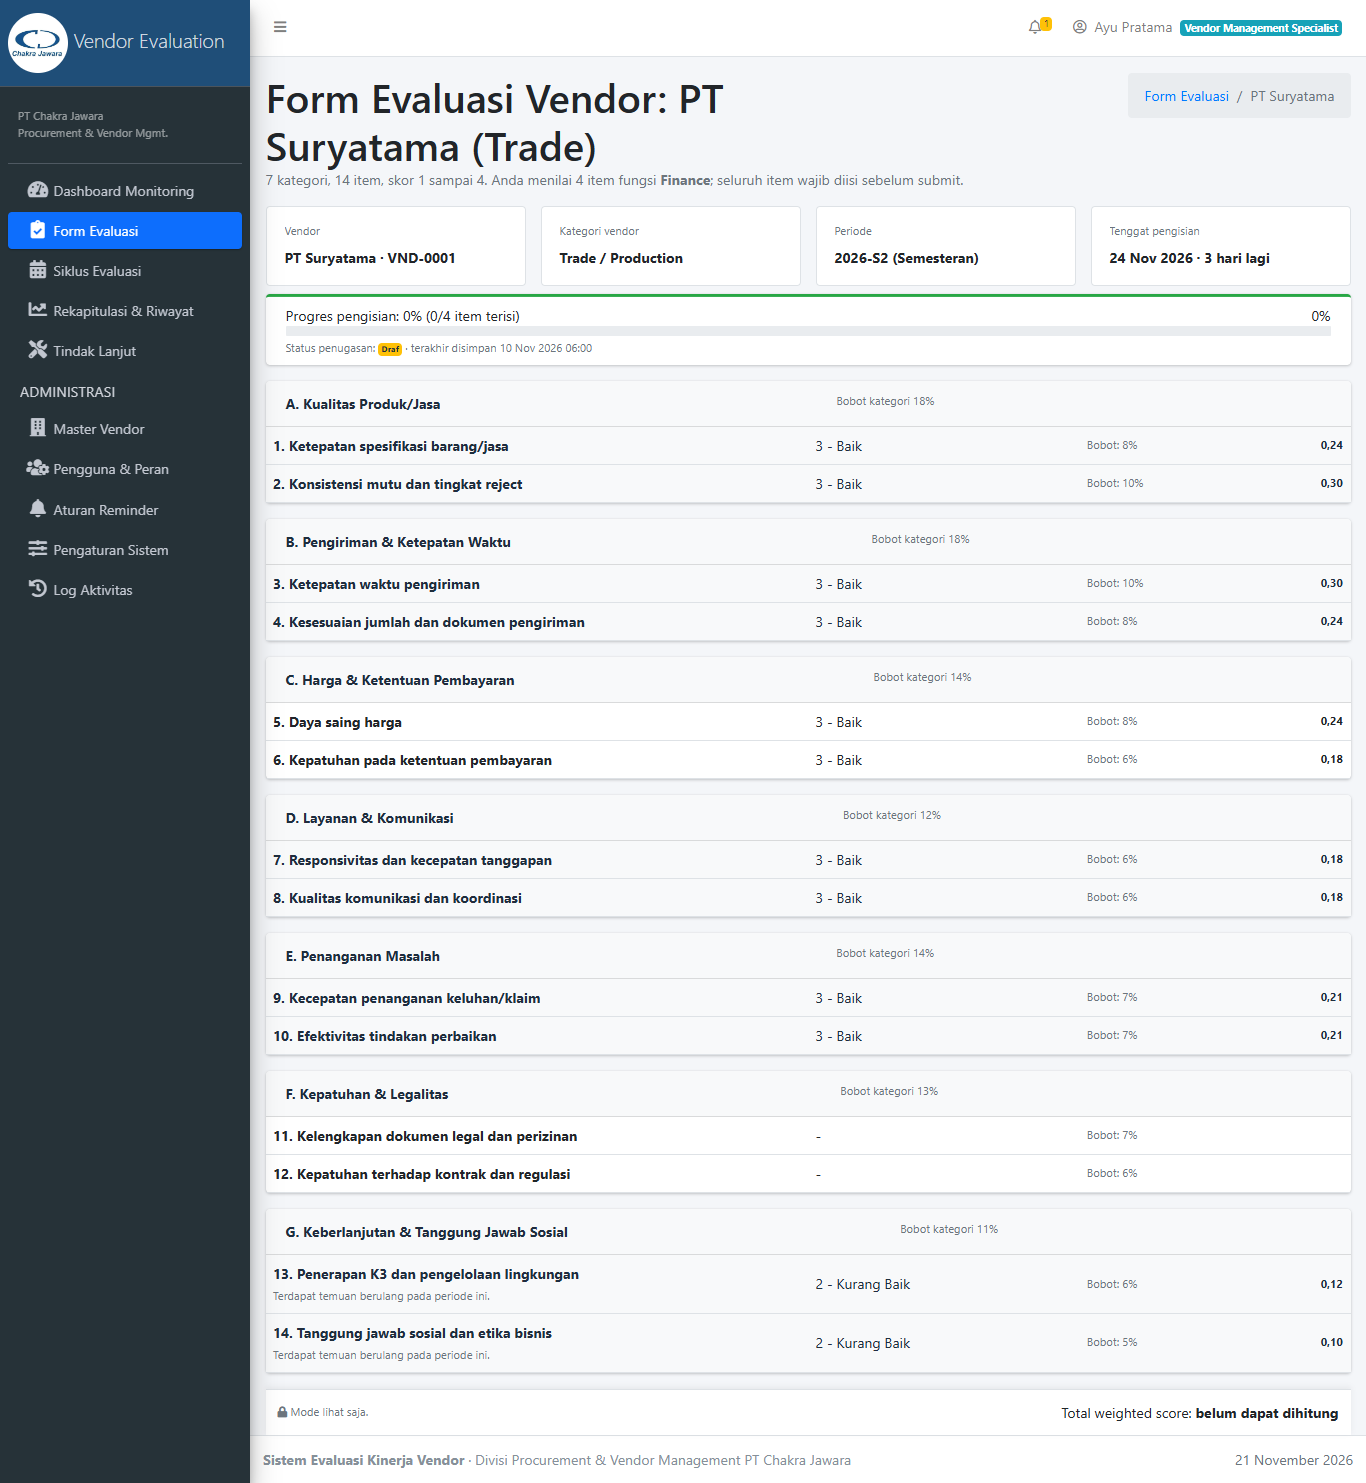 Chakra Jawara
Vendor Evaluation
1
Ayu Pratama
Vendor Management Specialist
PT Chakra Jawara
Procurement & Vendor Mgmt.
Dashboard Monitoring
Form Evaluasi
Siklus Evaluasi
Rekapitulasi & Riwayat
Tindak Lanjut
ADMINISTRASI
Master Vendor
Pengguna & Peran
Aturan Reminder
Pengaturan Sistem
Log Aktivitas
Form Evaluasi Vendor: PT
Suryatama (Trade)
Form Evaluasi / PT Suryatama
7 kategori, 14 item, skor 1 sampai 4. Anda menilai 4 item fungsi Finance; seluruh item wajib diisi sebelum submit.
Vendor
PT Suryatama · VND-0001
Kategori vendor
Trade / Production
Periode
2026-S2 (Semesteran)
Tenggat pengisian
24 Nov 2026 · 3 hari lagi
Progres pengisian: 0% (0/4 item terisi) 0%
Status penugasan: Draf · terakhir disimpan 10 Nov 2026 06:00
A. Kualitas Produk/Jasa Bobot kategori 18%
1. Ketepatan spesifikasi barang/jasa 3 - Baik Bobot: 8% 0,24
2. Konsistensi mutu dan tingkat reject 3 - Baik Bobot: 10% 0,30
B. Pengiriman & Ketepatan Waktu Bobot kategori 18%
3. Ketepatan waktu pengiriman 3 - Baik Bobot: 10% 0,30
4. Kesesuaian jumlah dan dokumen pengiriman 3 - Baik Bobot: 8% 0,24
C. Harga & Ketentuan Pembayaran Bobot kategori 14%
5. Daya saing harga 3 - Baik Bobot: 8% 0,24
6. Kepatuhan pada ketentuan pembayaran 3 - Baik Bobot: 6% 0,18
D. Layanan & Komunikasi Bobot kategori 12%
7. Responsivitas dan kecepatan tanggapan 3 - Baik Bobot: 6% 0,18
8. Kualitas komunikasi dan koordinasi 3 - Baik Bobot: 6% 0,18
E. Penanganan Masalah Bobot kategori 14%
9. Kecepatan penanganan keluhan/klaim 3 - Baik Bobot: 7% 0,21
10. Efektivitas tindakan perbaikan 3 - Baik Bobot: 7% 0,21
F. Kepatuhan & Legalitas Bobot kategori 13%
11. Kelengkapan dokumen legal dan perizinan - Bobot: 7%
12. Kepatuhan terhadap kontrak dan regulasi - Bobot: 6%
G. Keberlanjutan & Tanggung Jawab Sosial Bobot kategori 11%
13. Penerapan K3 dan pengelolaan lingkungan 2 - Kurang Baik Bobot: 6% 0,12
Terdapat temuan berulang pada periode ini.
14. Tanggung jawab sosial dan etika bisnis 2 - Kurang Baik Bobot: 5% 0,10
Terdapat temuan berulang pada periode ini.
Mode lihat saja. Total weighted score: belum dapat dihitung
Sistem Evaluasi Kinerja Vendor · Divisi Procurement & Vendor Management PT Chakra Jawara 21 November 2026